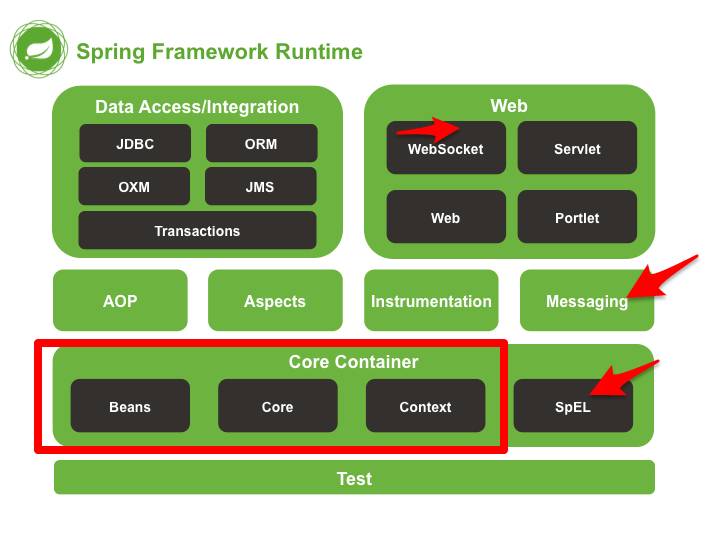 Spring Framework Runtime
Data Access/Integration
JDBC
ORM
OXM
JMS
Transactions
Web
WebSocket
Servlet
Web
Portlet
AOP
Aspects
Instrumentation
Messaging
Core Container
Beans
Core
Context
SpEL
Test